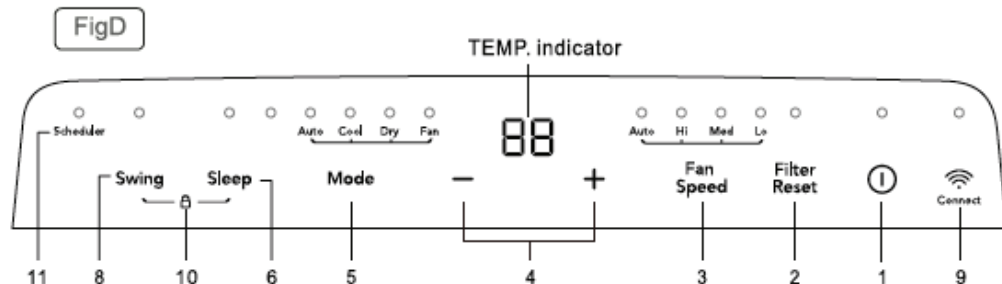 FigD
TEMP. indicator
Scheduler
Auto Cool Dry Fan
88
Auto Hi Med Lo
Swing Sleep Mode − + Fan Speed Filter Reset Connect
11 8 10 6 5 4 3 2 1 9